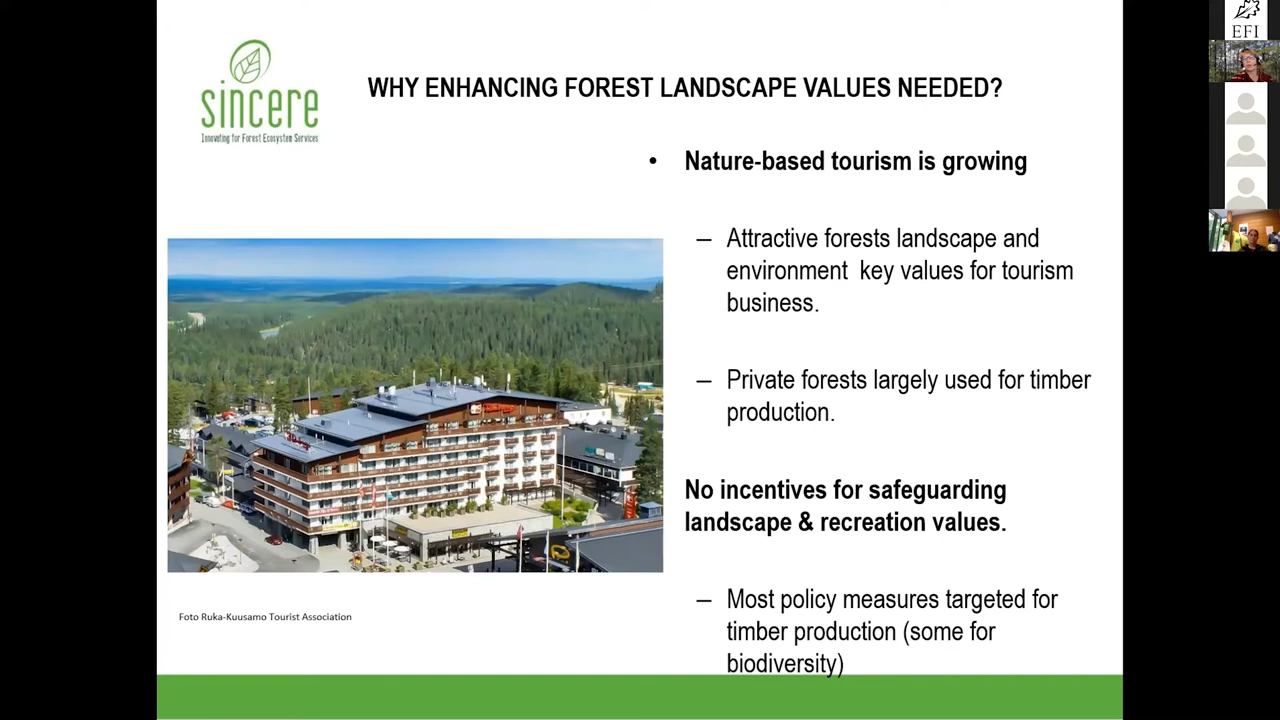 EFI
sincere
Innovating for Forest Ecosystem Services
WHY ENHANCING FOREST LANDSCAPE VALUES NEEDED?
• Nature-based tourism is growing
– Attractive forests landscape and
environment key values for tourism
business.
– Private forests largely used for timber
production.
No incentives for safeguarding
landscape & recreation values.
– Most policy measures targeted for
timber production (some for
biodiversity)
Foto Ruka-Kuusamo Tourist Association